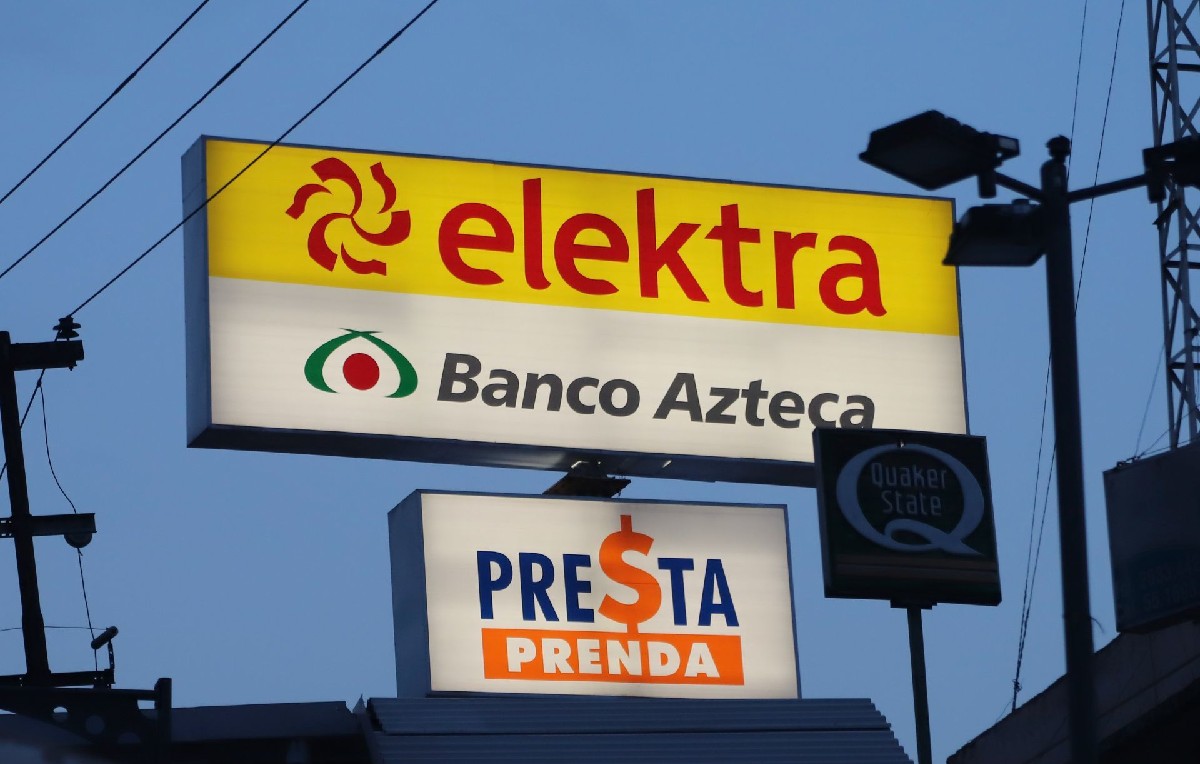 elektra
Banco Azteca
PRE$TA
PRENDA
Quaker
State